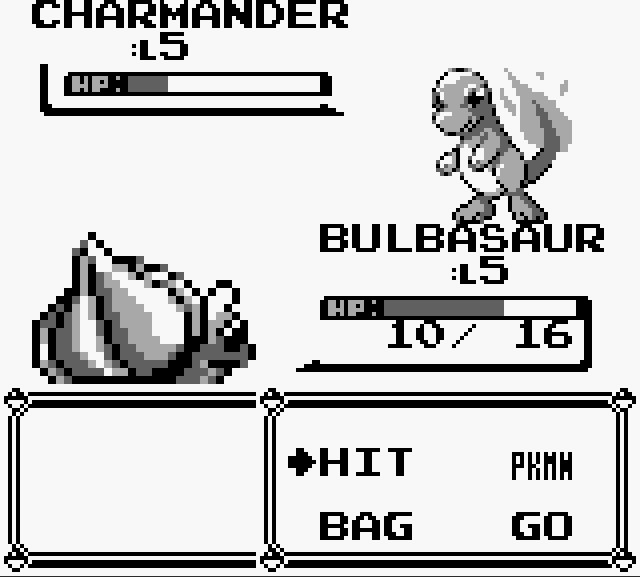 CHARMANDER
:L5
HP:
BULBASAUR
:L5
HP:
10/ 16
HIT PKMN
BAG GO